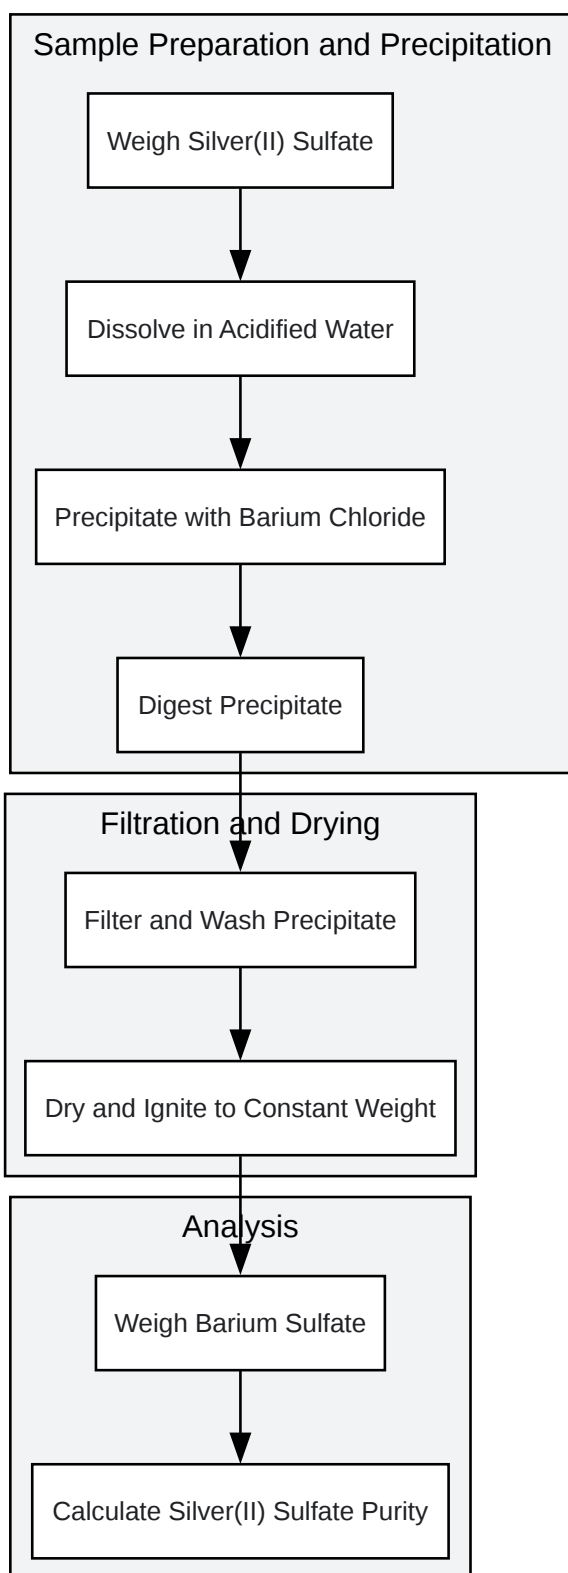 Sample Preparation and Precipitation
Weigh Silver(II) Sulfate
Dissolve in Acidified Water
Precipitate with Barium Chloride
Digest Precipitate
Filtration and Drying
Filter and Wash Precipitate
Dry and Ignite to Constant Weight
Analysis
Weigh Barium Sulfate
Calculate Silver(II) Sulfate Purity